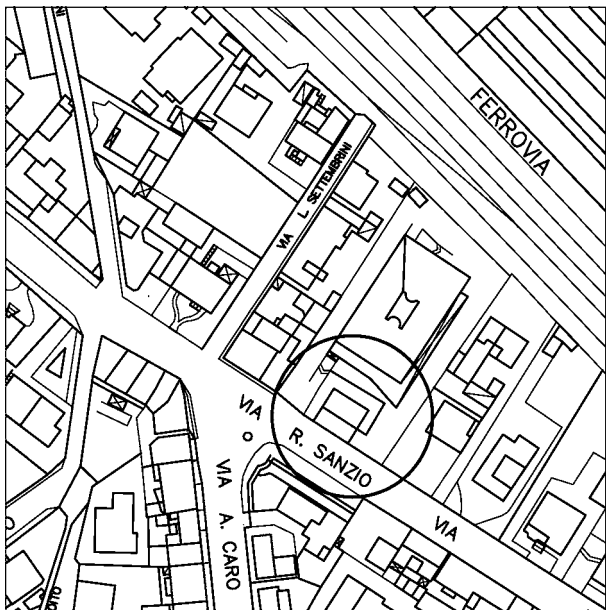 FERROVIA
VIA L. SETTEMBRINI
VIA
R. SANZIO
VIA
VIA A. CARO